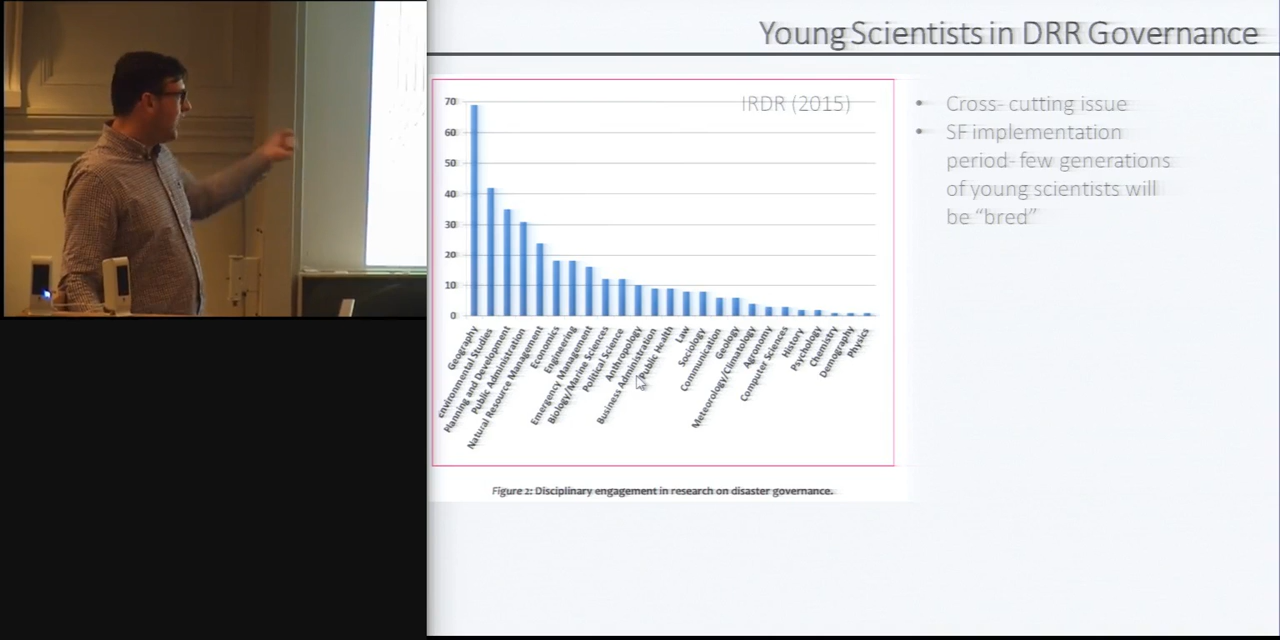 Young Scientists in DRR Governance
IRDR (2015)
70
60
50
40
30
20
10
0
Geography
Environmental Studies
Planning and Development
Public Administration
Natural Resource Management
Economics
Engineering
Emergency Management
Biology/Marine Sciences
Political Science
Anthropology
Business Administration
Public Health
Law
Sociology
Communication
Geology
Meteorology/Climatology
Agronomy
Computer Sciences
History
Psychology
Chemistry
Demography
Physics
Figure 2: Disciplinary engagement in research on disaster governance.
• Cross- cutting issue
• SF implementation
period- few generations
of young scientists will
be "bred"